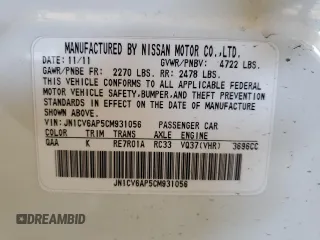 MANUFACTURED BY NISSAN MOTOR CO.,LTD.
DATE: 11/11 GVWR/PNBV: 4722 LBS.
GAWR/PNBE FR: 2270 LBS. RR: 2478 LBS.
THIS VEHICLE CONFORMS TO ALL APPLICABLE FEDERAL
MOTOR VEHICLE SAFETY,BUMPER,AND THEFT PREVENTION
STANDARDS IN EFFECT ON THE DATE OF MANUFACTURE
SHOWN ABOVE.
VIN: JN1CV6AP5CM931056 PASSENGER CAR
COLOR TRIM TRANS AXLE ENGINE
QAA K RE7R01A RC33 VQ37(VHR) 3696CC
JN1CV6AP5CM931056
DREAMBID